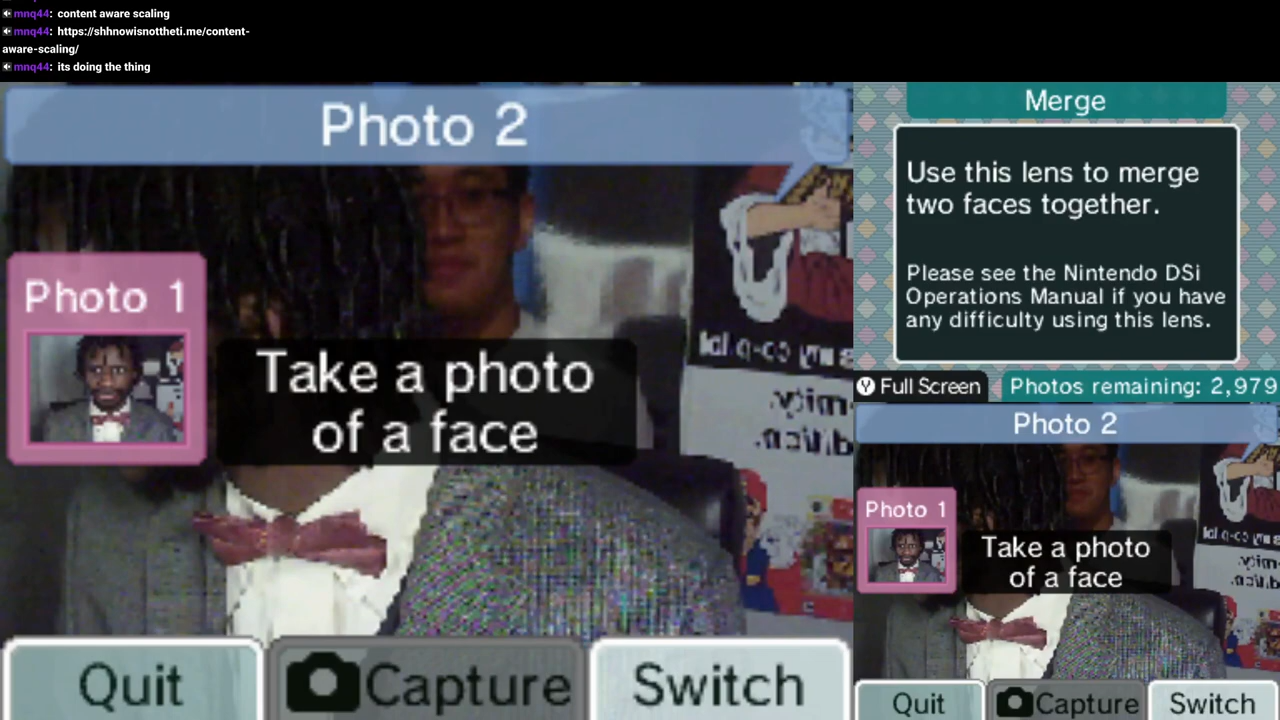 mnq44: content aware scaling
mnq44: https://shhnowisnottheti.me/content-
aware-scaling/
mnq44: its doing the thing
Photo 2
Photo 1
Take a photo
of a face
Quit
Capture
Switch
Merge
Use this lens to merge
two faces together.
Please see the Nintendo DSi
Operations Manual if you have
any difficulty using this lens.
Y Full Screen
Photos remaining: 2,979
Photo 2
Photo 1
Take a photo
of a face
Quit
Capture
Switch